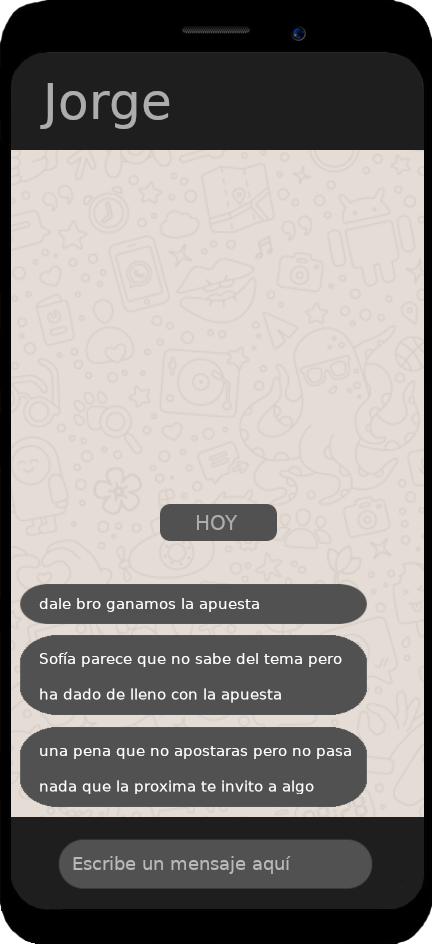 Jorge
HOY
dale bro ganamos la apuesta
Sofía parece que no sabe del tema pero
ha dado de lleno con la apuesta
una pena que no apostaras pero no pasa
nada que la proxima te invito a algo
Escribe un mensaje aquí